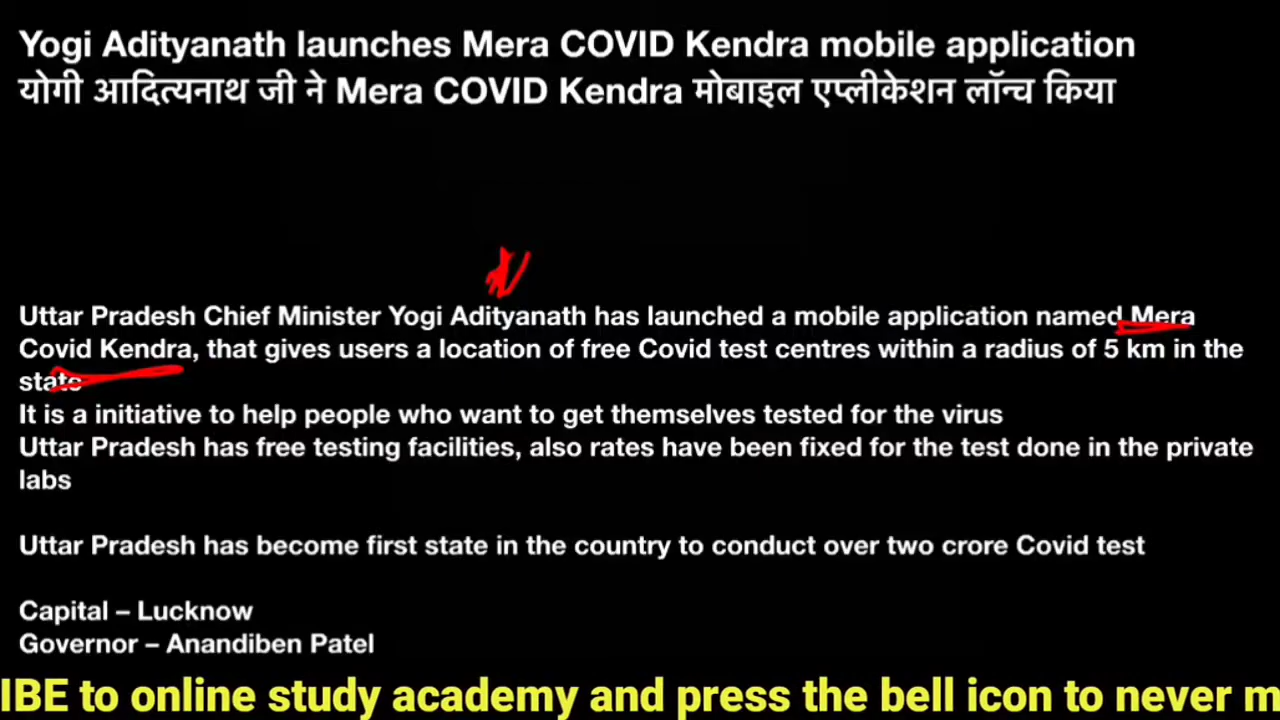 Yogi Adityanath launches Mera COVID Kendra mobile application
योगी आदित्यनाथ जी ने Mera COVID Kendra मोबाइल एप्लीकेशन लॉन्च किया
Uttar Pradesh Chief Minister Yogi Adityanath has launched a mobile application named Mera
Covid Kendra, that gives users a location of free Covid test centres within a radius of 5 km in the
state
It is a initiative to help people who want to get themselves tested for the virus
Uttar Pradesh has free testing facilities, also rates have been fixed for the test done in the private
labs
Uttar Pradesh has become first state in the country to conduct over two crore Covid test
Capital – Lucknow
Governor – Anandiben Patel
IBE to online study academy and press the bell icon to never m